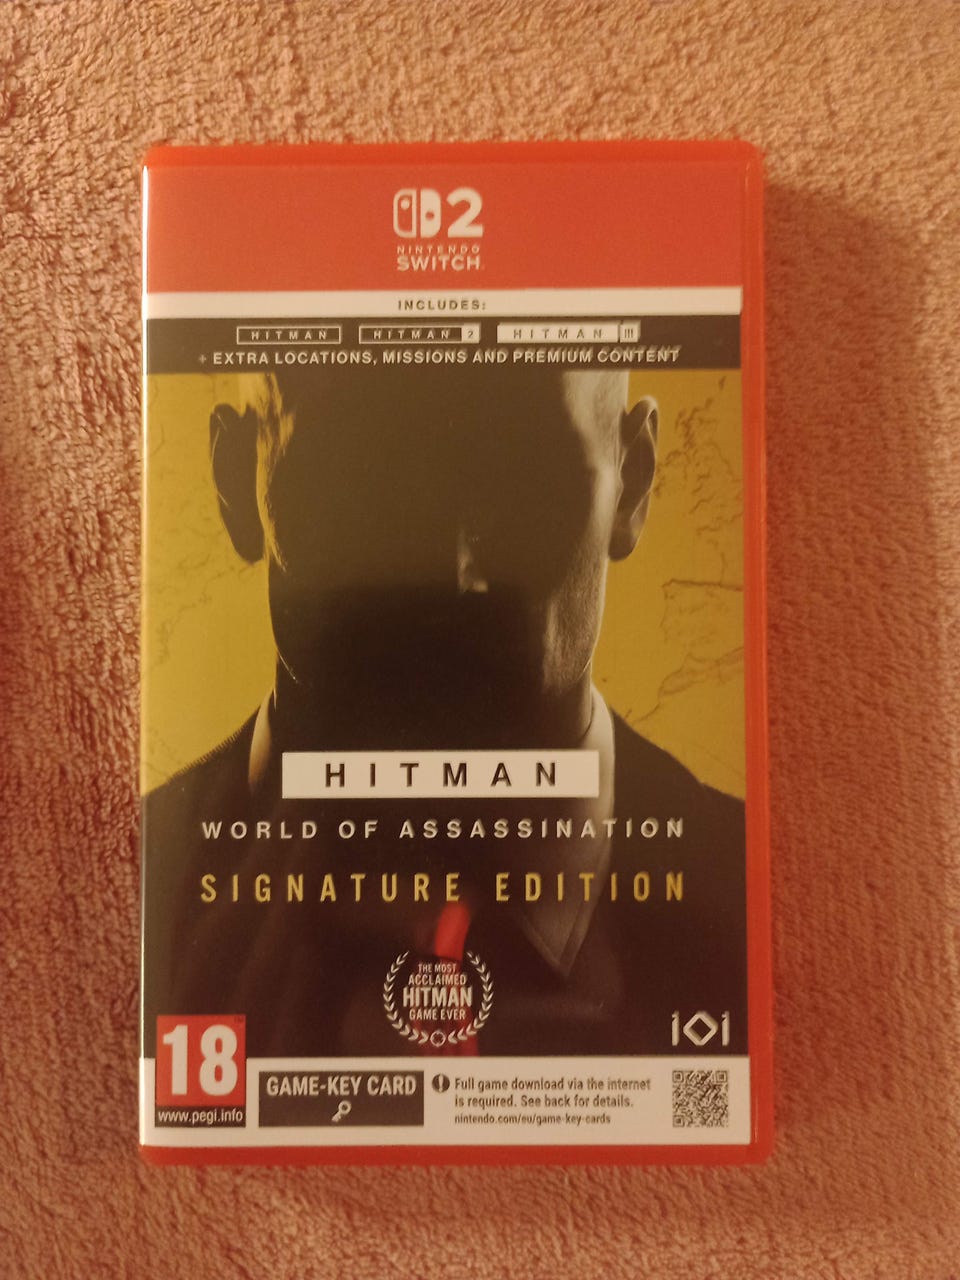 2
NINTENDO
SWITCH
INCLUDES:
HITMAN HITMAN 2 HITMAN III
+ EXTRA LOCATIONS, MISSIONS AND PREMIUM CONTENT
HITMAN
WORLD OF ASSASSINATION
SIGNATURE EDITION
THE MOST
ACCLAIMED
HITMAN
GAME EVER
IOI
18
www.pegi.info
GAME-KEY CARD
! Full game download via the internet
is required. See back for details.
nintendo.com/eu/game-key-cards